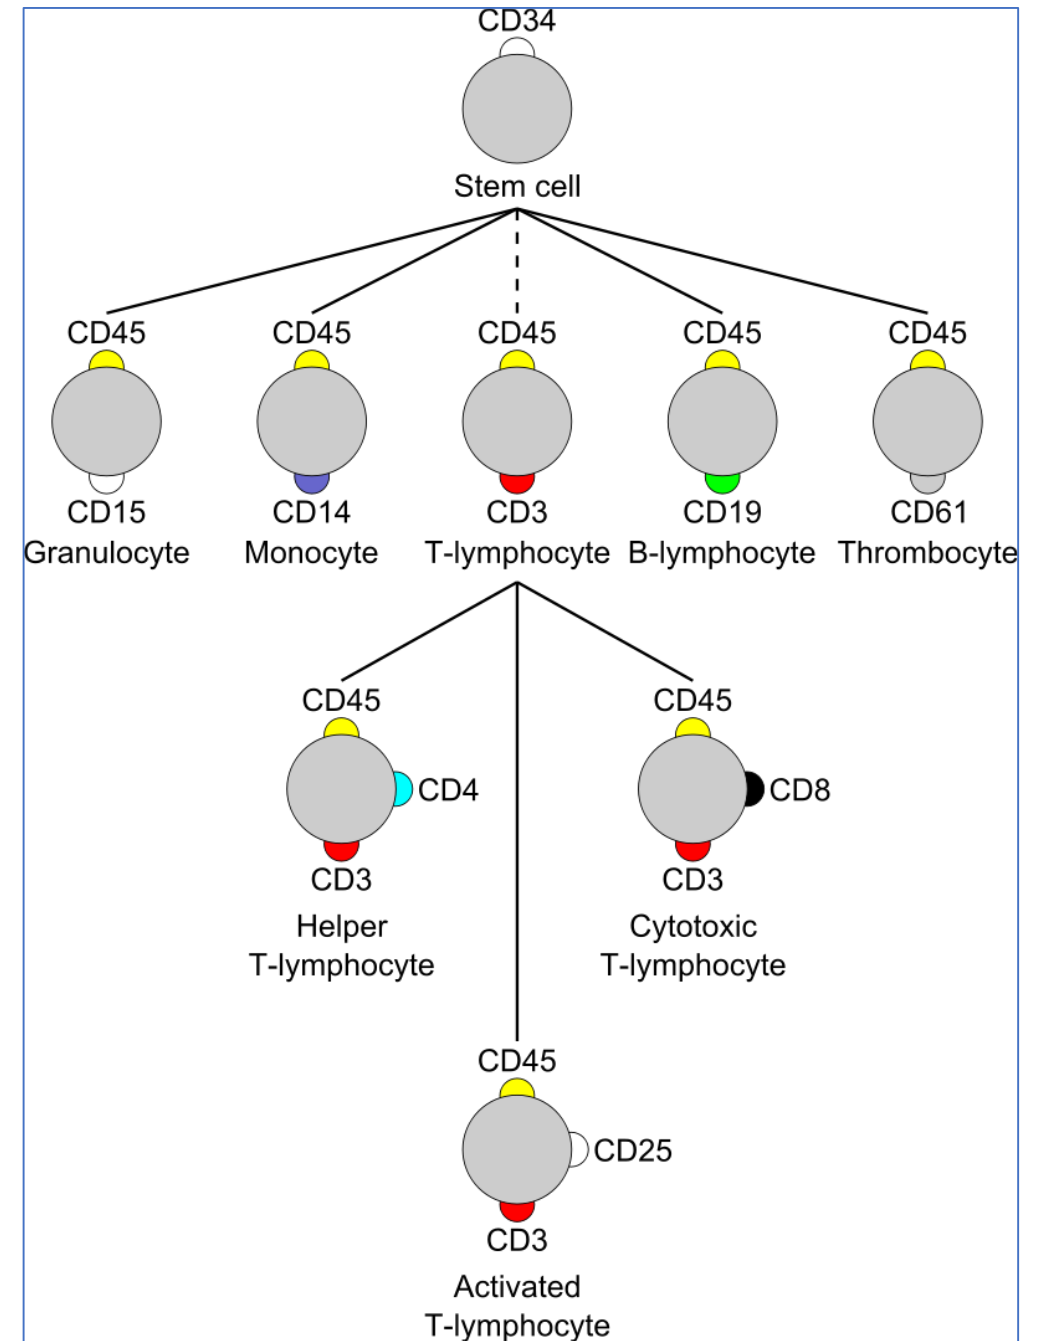 CD34
Stem cell
CD45 CD45 CD45 CD45 CD45
CD15 CD14 CD3 CD19 CD61
Granulocyte Monocyte T-lymphocyte B-lymphocyte Thrombocyte
CD45 CD45
CD4 CD8
CD3 CD3
Helper Cytotoxic
T-lymphocyte T-lymphocyte
CD45
CD25
CD3
Activated
T-lymphocyte